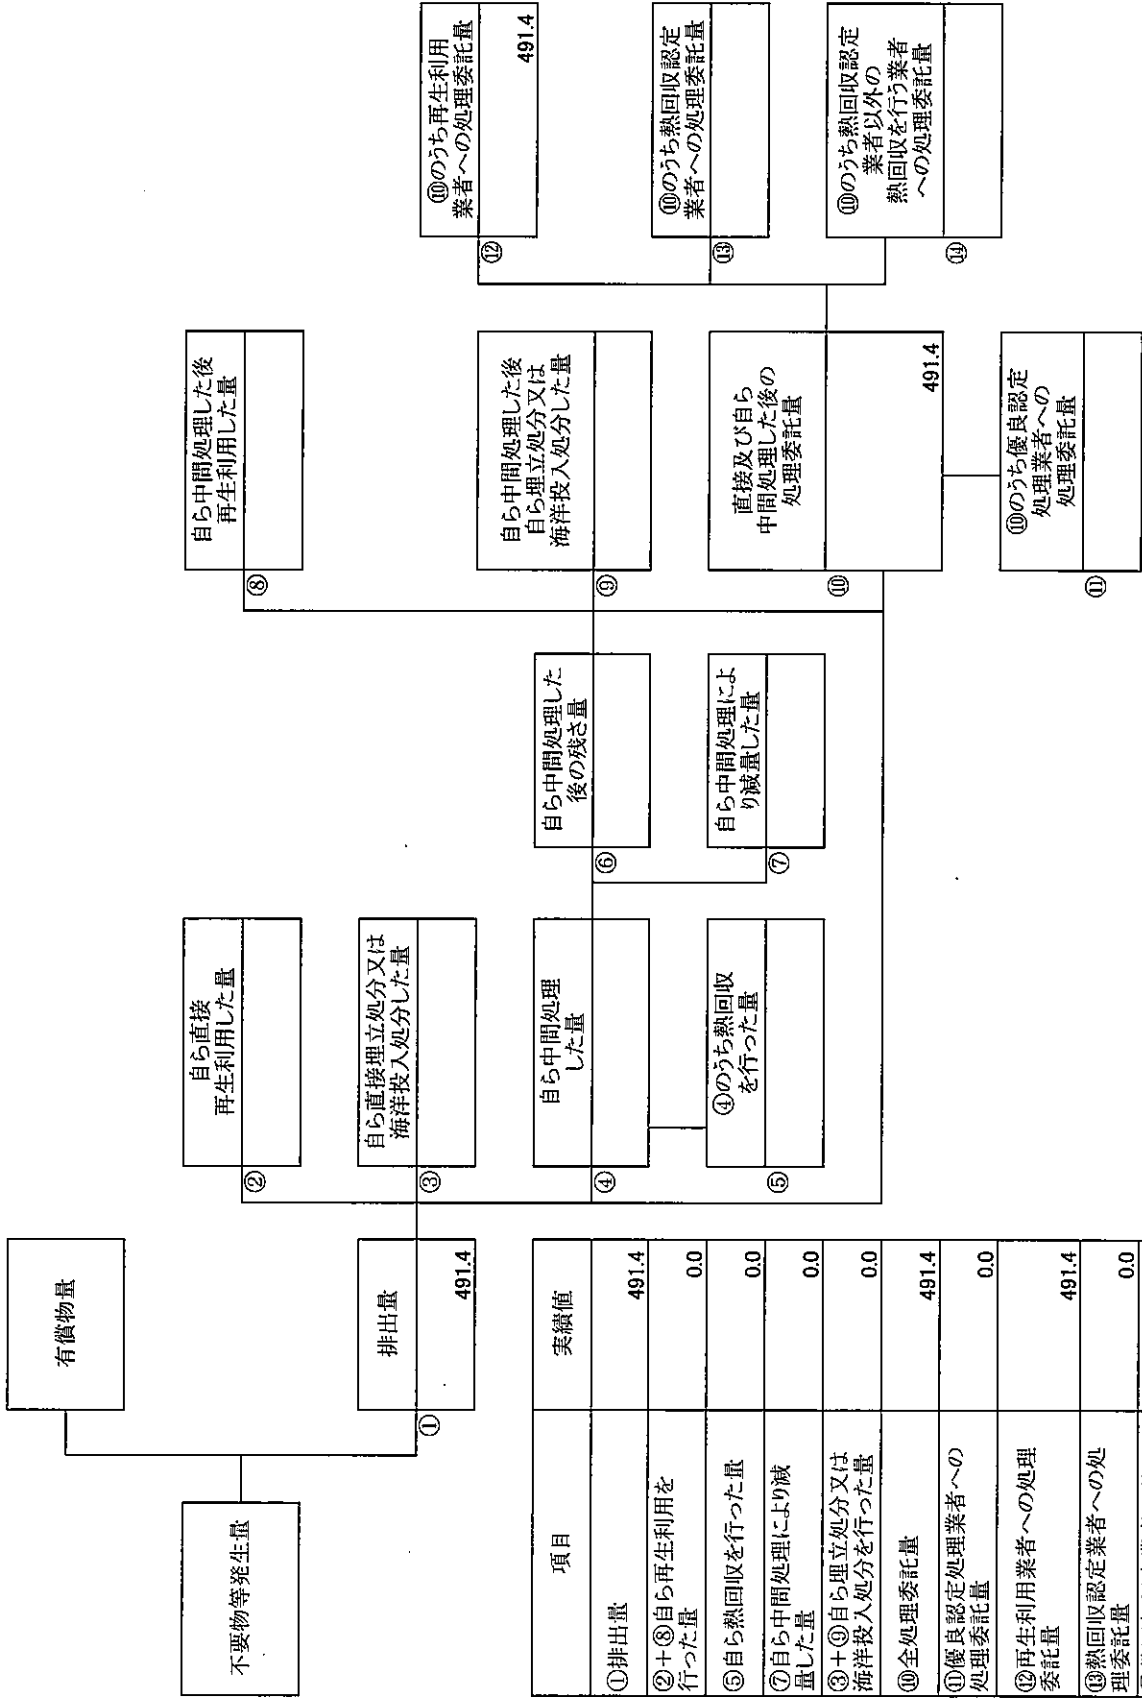 不要物等発生量
有償物量
排出量
①
491.4
自ら直接
再生利用した量
②
自ら直接埋立処分又は
海洋投入処分した量
③
自ら中間処理
した量
④
④のうち熱回収
を行った量
⑤
自ら中間処理した
後の残さ量
⑥
自ら中間処理によ
り減量した量
⑦
自ら中間処理した後
再生利用した量
⑧
自ら中間処理した後
自ら埋立処分又は
海洋投入処分した量
⑨
直接及び自ら
中間処理した後の
処理委託量
⑩
491.4
⑩のうち優良認定
処理業者への
処理委託量
⑪
⑩のうち再生利用
業者への処理委託量
⑫
491.4
⑩のうち熱回収認定
業者への処理委託量
⑬
⑩のうち熱回収認定
業者以外の
熱回収を行う業者
への処理委託量
⑭
項目 実績値
①排出量 491.4
②+⑧自ら再生利用を
行った量 0.0
⑤自ら熱回収を行った量 0.0
⑦自ら中間処理により減
量した量 0.0
③+⑨自ら埋立処分又は
海洋投入処分を行った量 0.0
⑩全処理委託量 491.4
⑪優良認定処理業者への
処理委託量 0.0
⑫再生利用業者への処理
委託量 491.4
⑬熱回収認定業者への処
理委託量 0.0